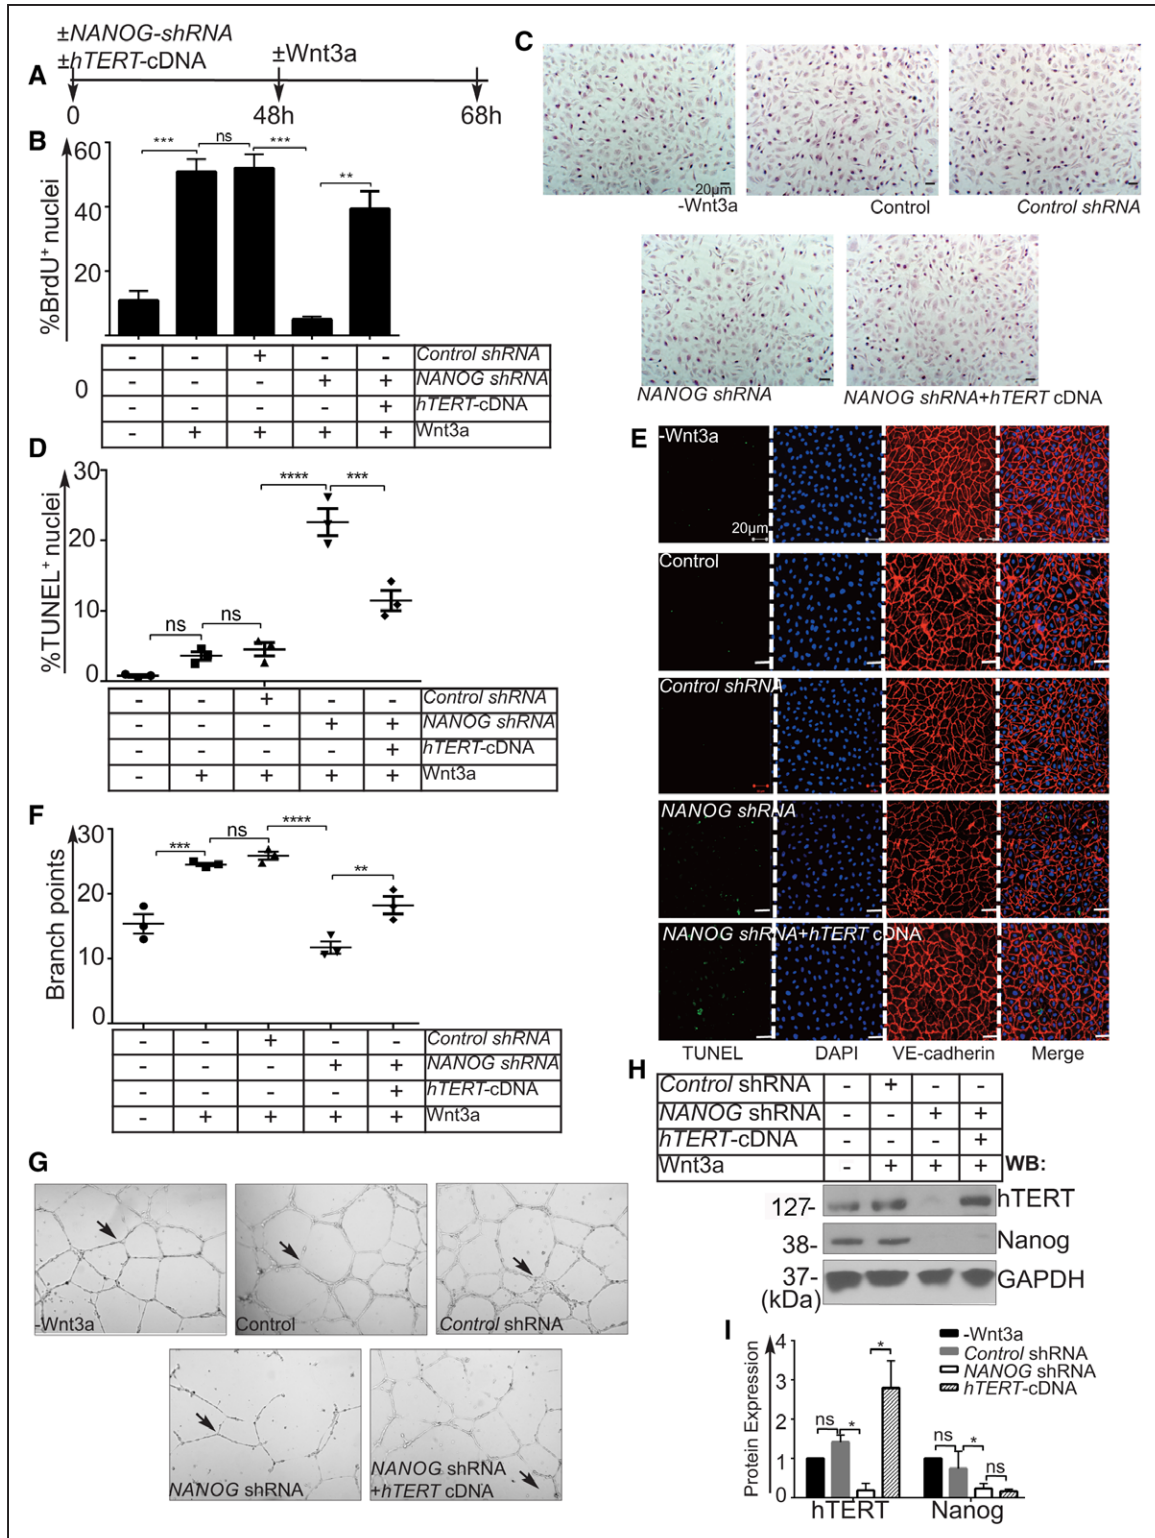 ±NANOG-shRNA
±hTERT-cDNA
±Wnt3a
A
0
48h
68h
B
%BrdU+ nuclei
60
40
20
0
***
ns
***
**
- - + - - Control shRNA
- - - + + NANOG shRNA
- - - - + hTERT-cDNA
- + + + + Wnt3a
C
20μm
-Wnt3a
Control
Control shRNA
NANOG shRNA
NANOG shRNA+hTERT cDNA
D
%TUNEL+ nuclei
30
20
10
0
ns
ns
****
***
- - + - - Control shRNA
- - - + + NANOG shRNA
- - - - + hTERT-cDNA
- + + + + Wnt3a
E
-Wnt3a
20μm
Control
Control shRNA
NANOG shRNA
NANOG shRNA+hTERT cDNA
TUNEL
DAPI
VE-cadherin
Merge
F
Branch points
30
20
10
0
***
ns
****
**
- - + - - Control shRNA
- - - + + NANOG shRNA
- - - - + hTERT-cDNA
- + + + + Wnt3a
G
-Wnt3a
Control
Control shRNA
NANOG shRNA
NANOG shRNA
+hTERT cDNA
H
Control shRNA - + - -
NANOG shRNA - - + +
hTERT-cDNA - - - +
Wnt3a - + + + WB:
127- hTERT
38- Nanog
37- GAPDH
(kDa)
I
Protein Expression
4
3
2
1
0
ns
*
*
ns
*
ns
-Wnt3a
Control shRNA
NANOG shRNA
hTERT-cDNA
hTERT
Nanog